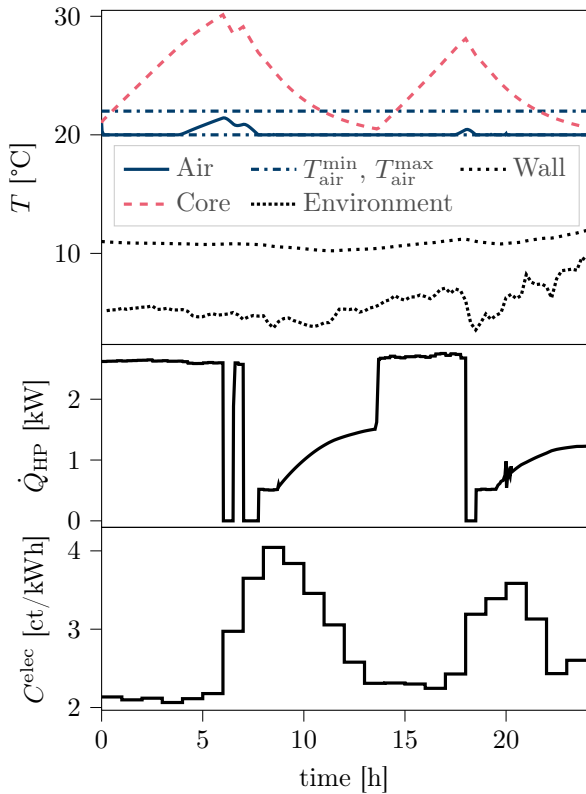 30
20
10
T [°C]
Air
T_air^min, T_air^max
Wall
Core
Environment
2
1
0
Q̇_HP [kW]
4
3
2
C^elec [ct/kWh]
0 5 10 15 20
time [h]